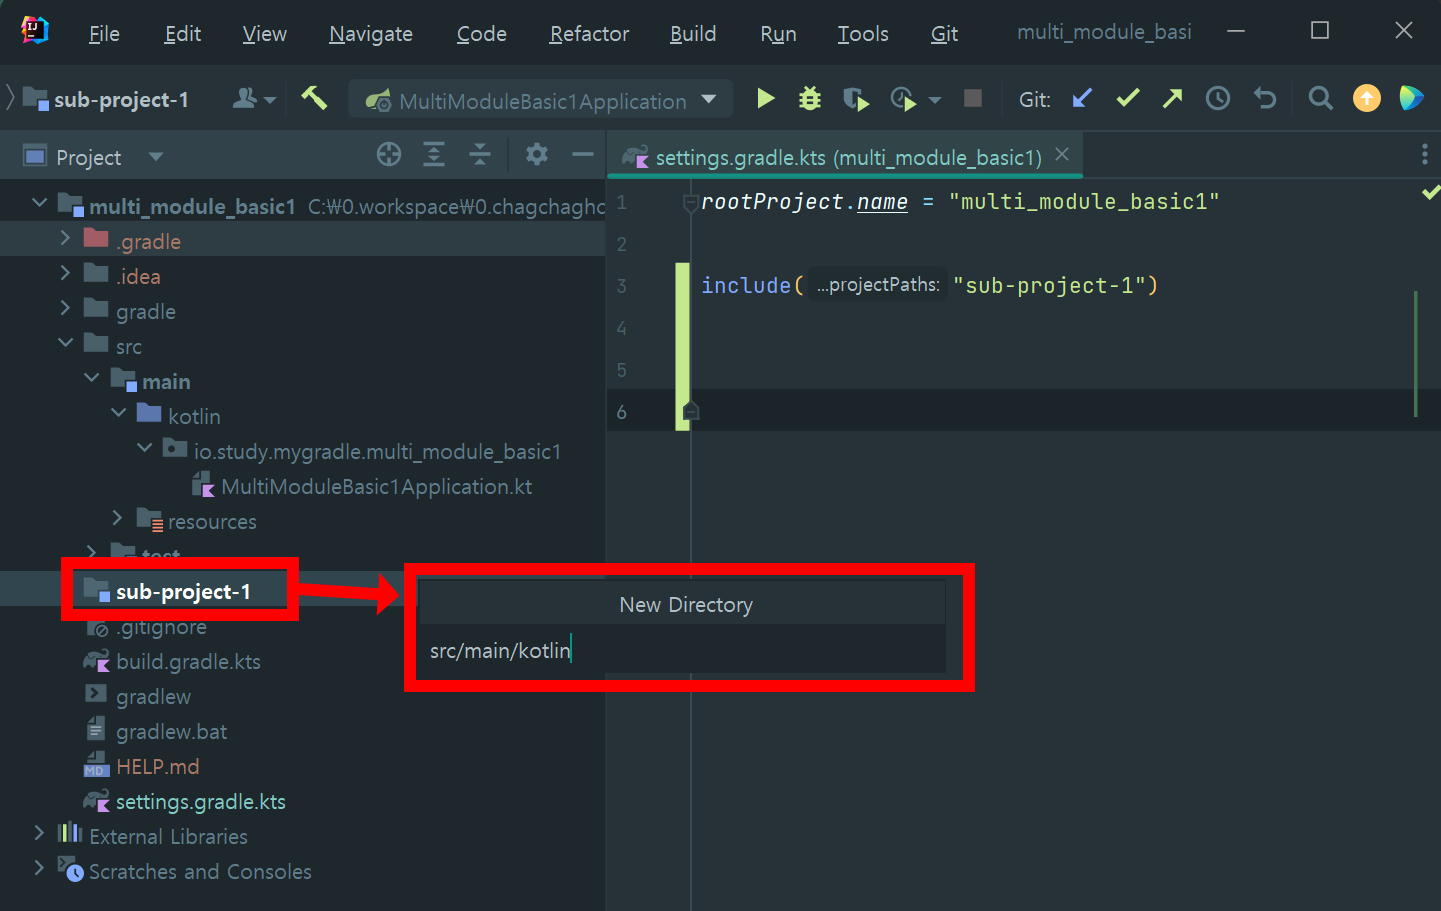 IJ
File Edit View Navigate Code Refactor Build Run Tools Git multi_module_basi
sub-project-1 MultiModuleBasic1Application Git:
Project
settings.gradle.kts (multi_module_basic1)
multi_module_basic1 C:₩0.workspace₩0.chagchagho
.gradle
.idea
gradle
src
main
kotlin
io.study.mygradle.multi_module_basic1
MultiModuleBasic1Application.kt
resources
test
sub-project-1
.gitignore
build.gradle.kts
gradlew
gradlew.bat
MD HELP.md
settings.gradle.kts
External Libraries
Scratches and Consoles
1 rootProject.name = "multi_module_basic1"
2
3 include( ...projectPaths: "sub-project-1")
4
5
6
New Directory
src/main/kotlin